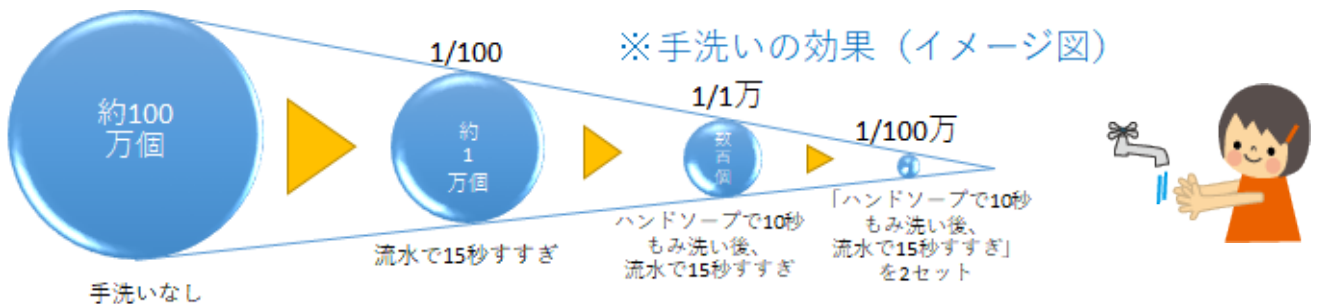 ※手洗いの効果（イメージ図）
約100
万個
手洗いなし
1/100
約
1
万個
流水で15秒すすぎ
1/1万
数百個
ハンドソープで10秒
もみ洗い後、
流水で15秒すすぎ
1/100万
「ハンドソープで10秒
もみ洗い後、
流水で15秒すすぎ」
を2セット